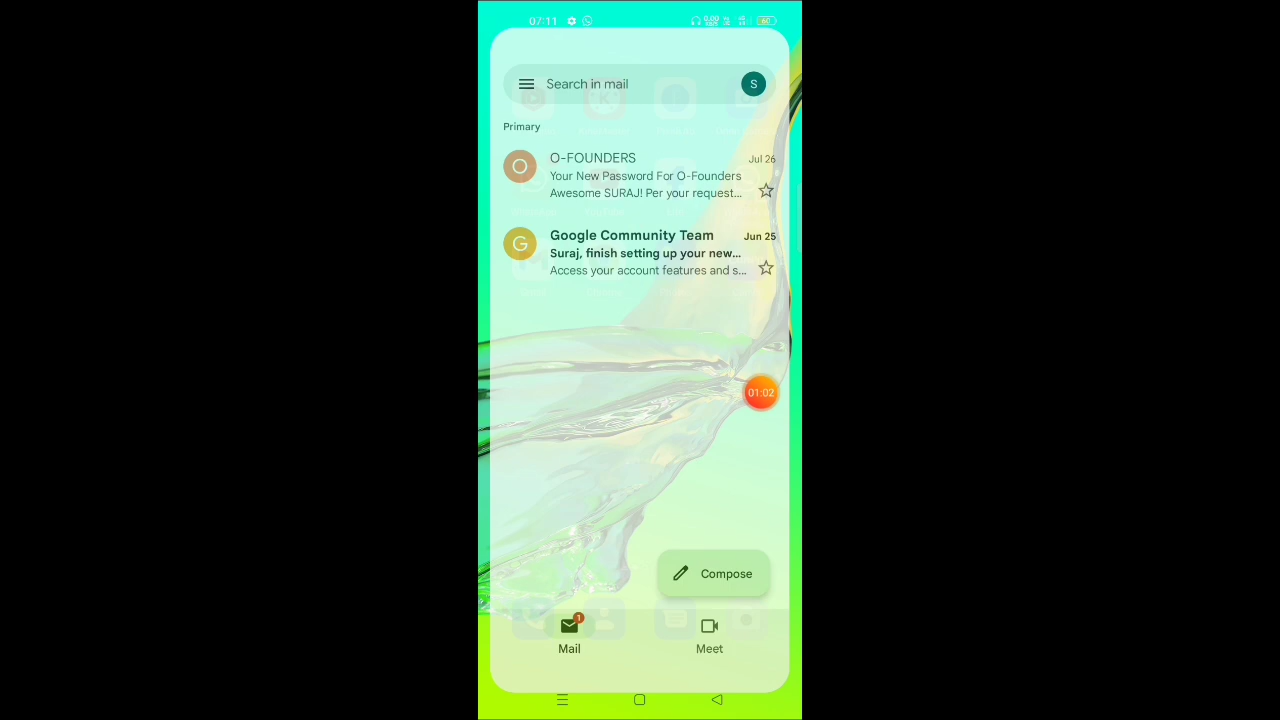 07:11
60
Search in mail
S
Primary
O
O-FOUNDERS
Jul 26
Your New Password For O-Founders
Awesome SURAJ! Per your request...
G
Google Community Team
Jun 25
Suraj, finish setting up your new...
Access your account features and s...
01:02
Compose
1
Mail
Meet